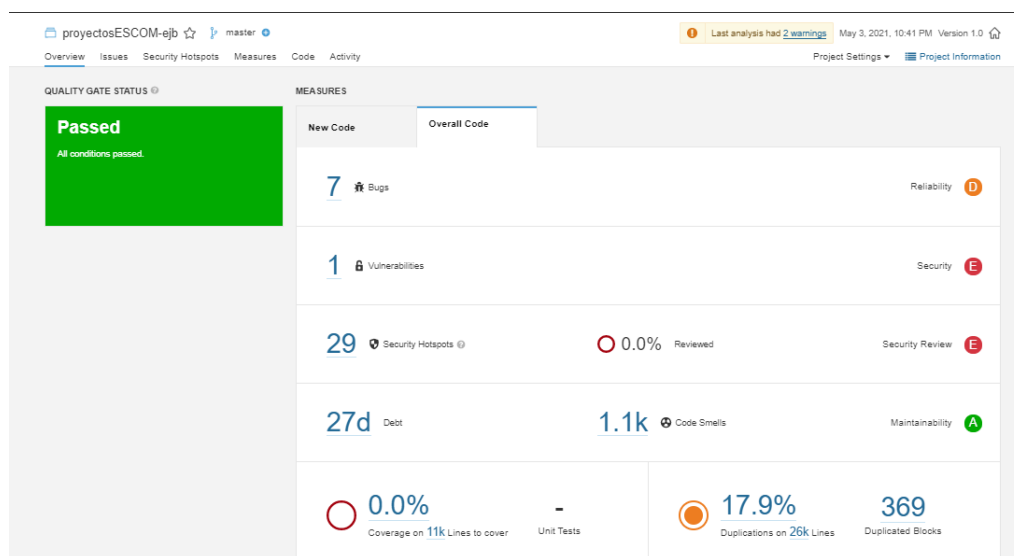 proyectosESCOM-ejb master
Last analysis had 2 warnings May 3, 2021, 10:41 PM Version 1.0
Overview Issues Security Hotspots Measures Code Activity
Project Settings Project Information
QUALITY GATE STATUS
MEASURES
Passed
All conditions passed.
New Code
Overall Code
7 Bugs
Reliability D
1 Vulnerabilities
Security E
29 Security Hotspots
0.0% Reviewed
Security Review E
27d Debt
1.1k Code Smells
Maintainability A
0.0%
Coverage on 11k Lines to cover
-
Unit Tests
17.9%
Duplications on 26k Lines
369
Duplicated Blocks